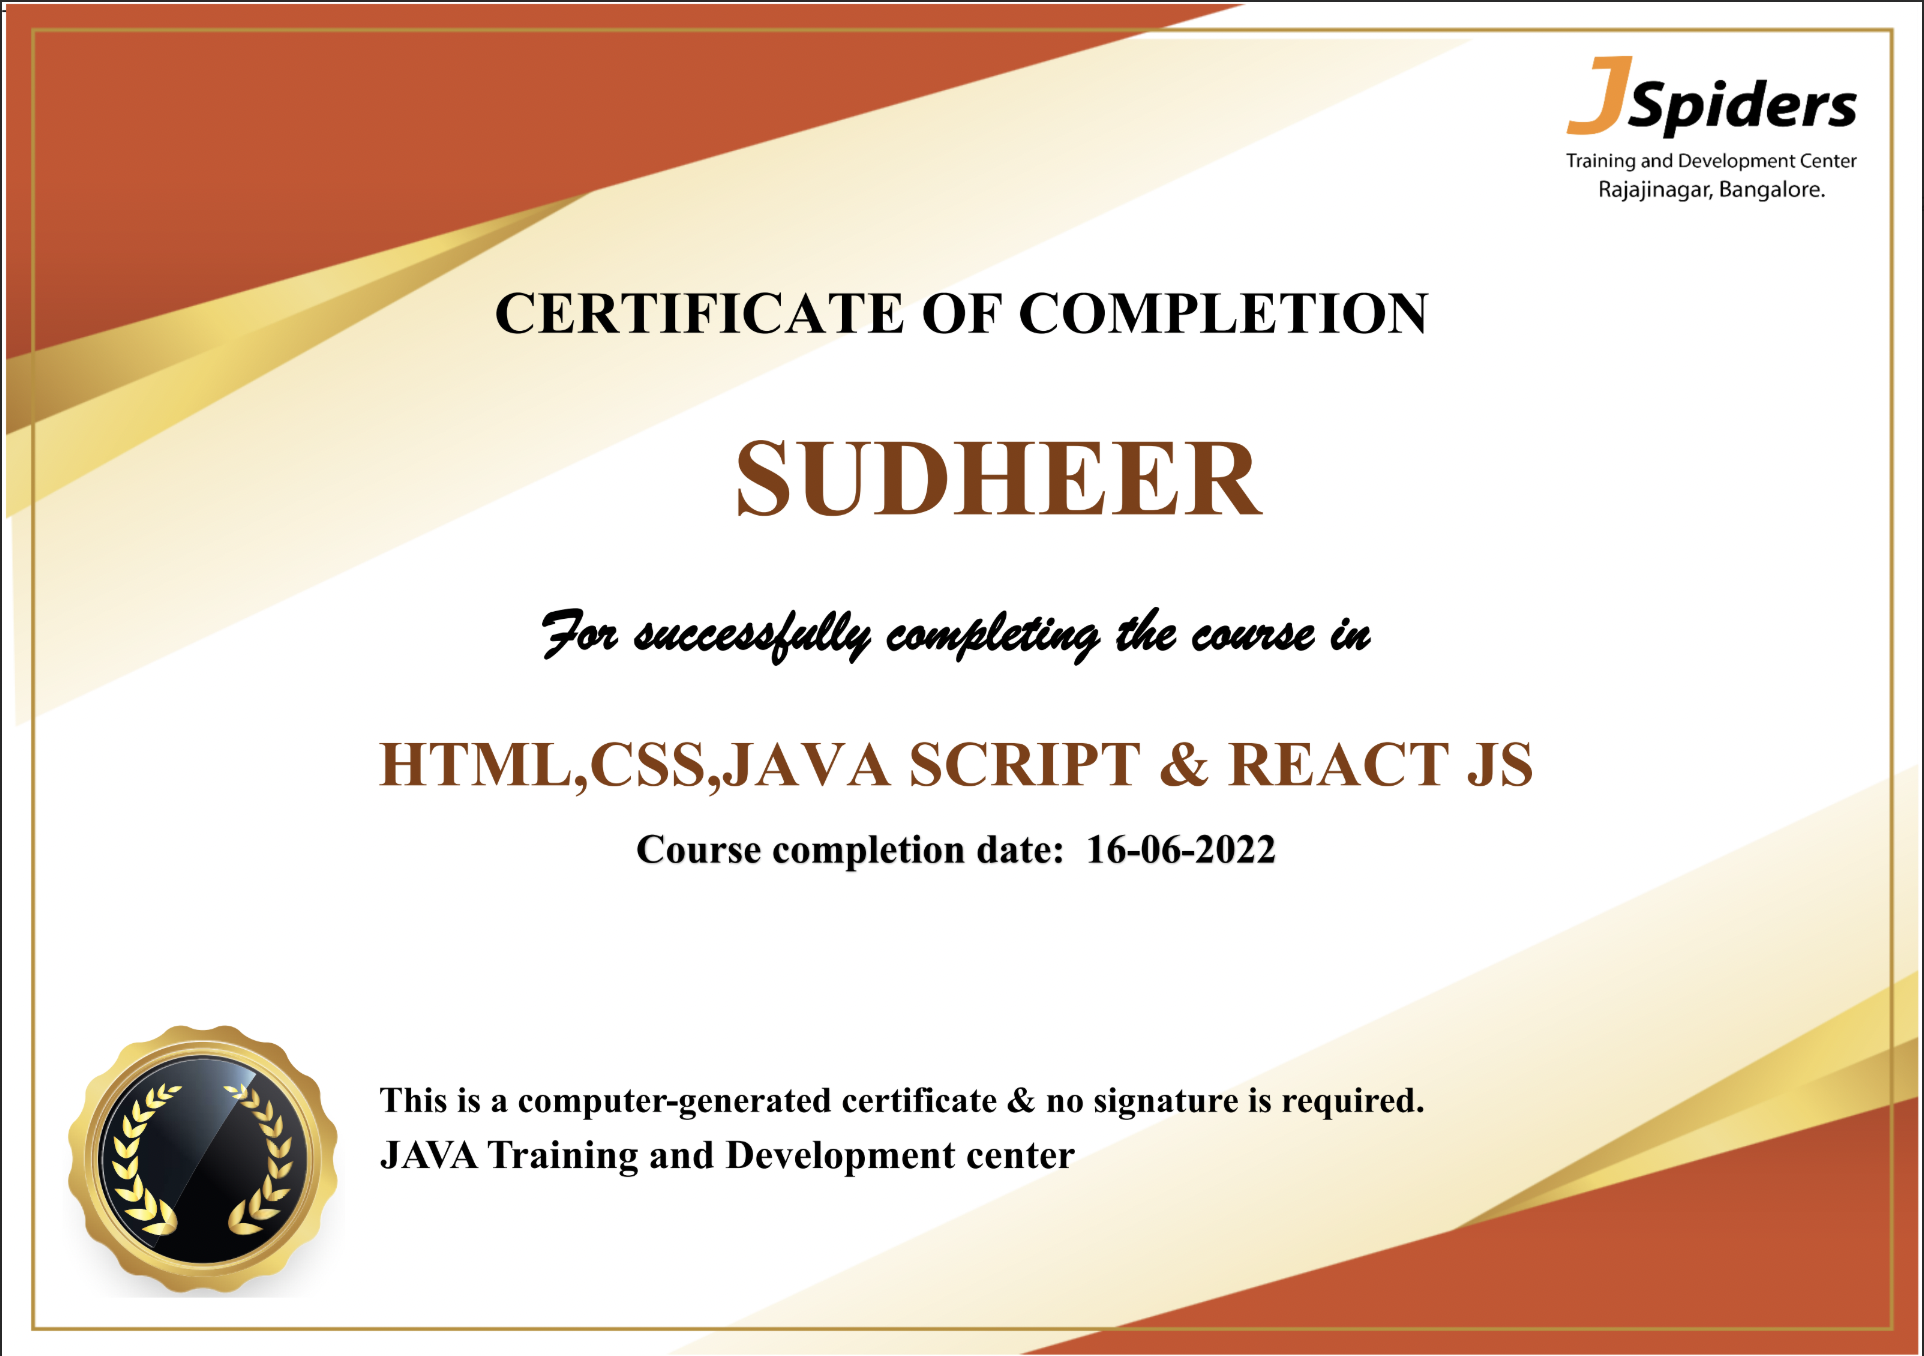 JSpiders
Training and Development Center
Rajajinagar, Bangalore.
CERTIFICATE OF COMPLETION
SUDHEER
For successfully completing the course in
HTML,CSS,JAVA SCRIPT & REACT JS
Course completion date: 16-06-2022
This is a computer-generated certificate & no signature is required.
JAVA Training and Development center